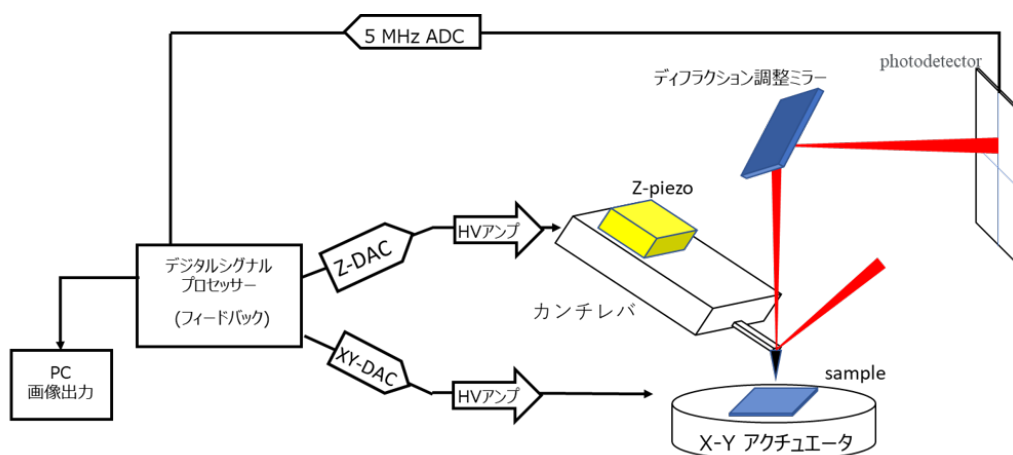 5 MHz ADC
photodetector
ディフラクション調整ミラー
Z-piezo
HVアンプ
Z-DAC
デジタルシグナル
プロセッサー
(フィードバック)
カンチレバ
XY-DAC
HVアンプ
PC
画像出力
sample
X-Y アクチュエータ